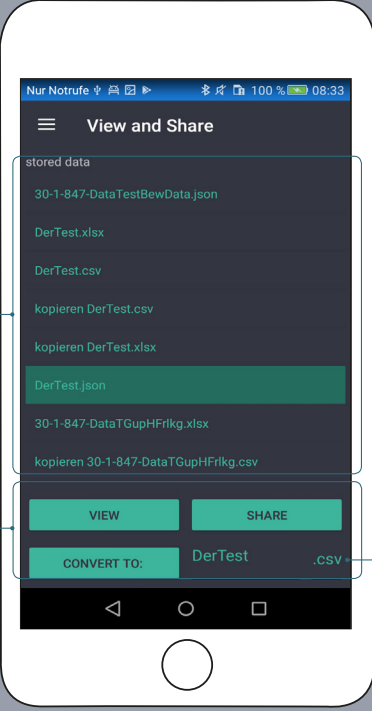 Nur Notrufe 100 % 08:33
View and Share
stored data
30-1-847-DataTestBewData.json
DerTest.xlsx
DerTest.csv
kopieren DerTest.csv
kopieren DerTest.xlsx
DerTest.json
30-1-847-DataTGupHFrlkg.xlsx
kopieren 30-1-847-DataTGupHFrlkg.csv
VIEW SHARE
CONVERT TO: DerTest .csv